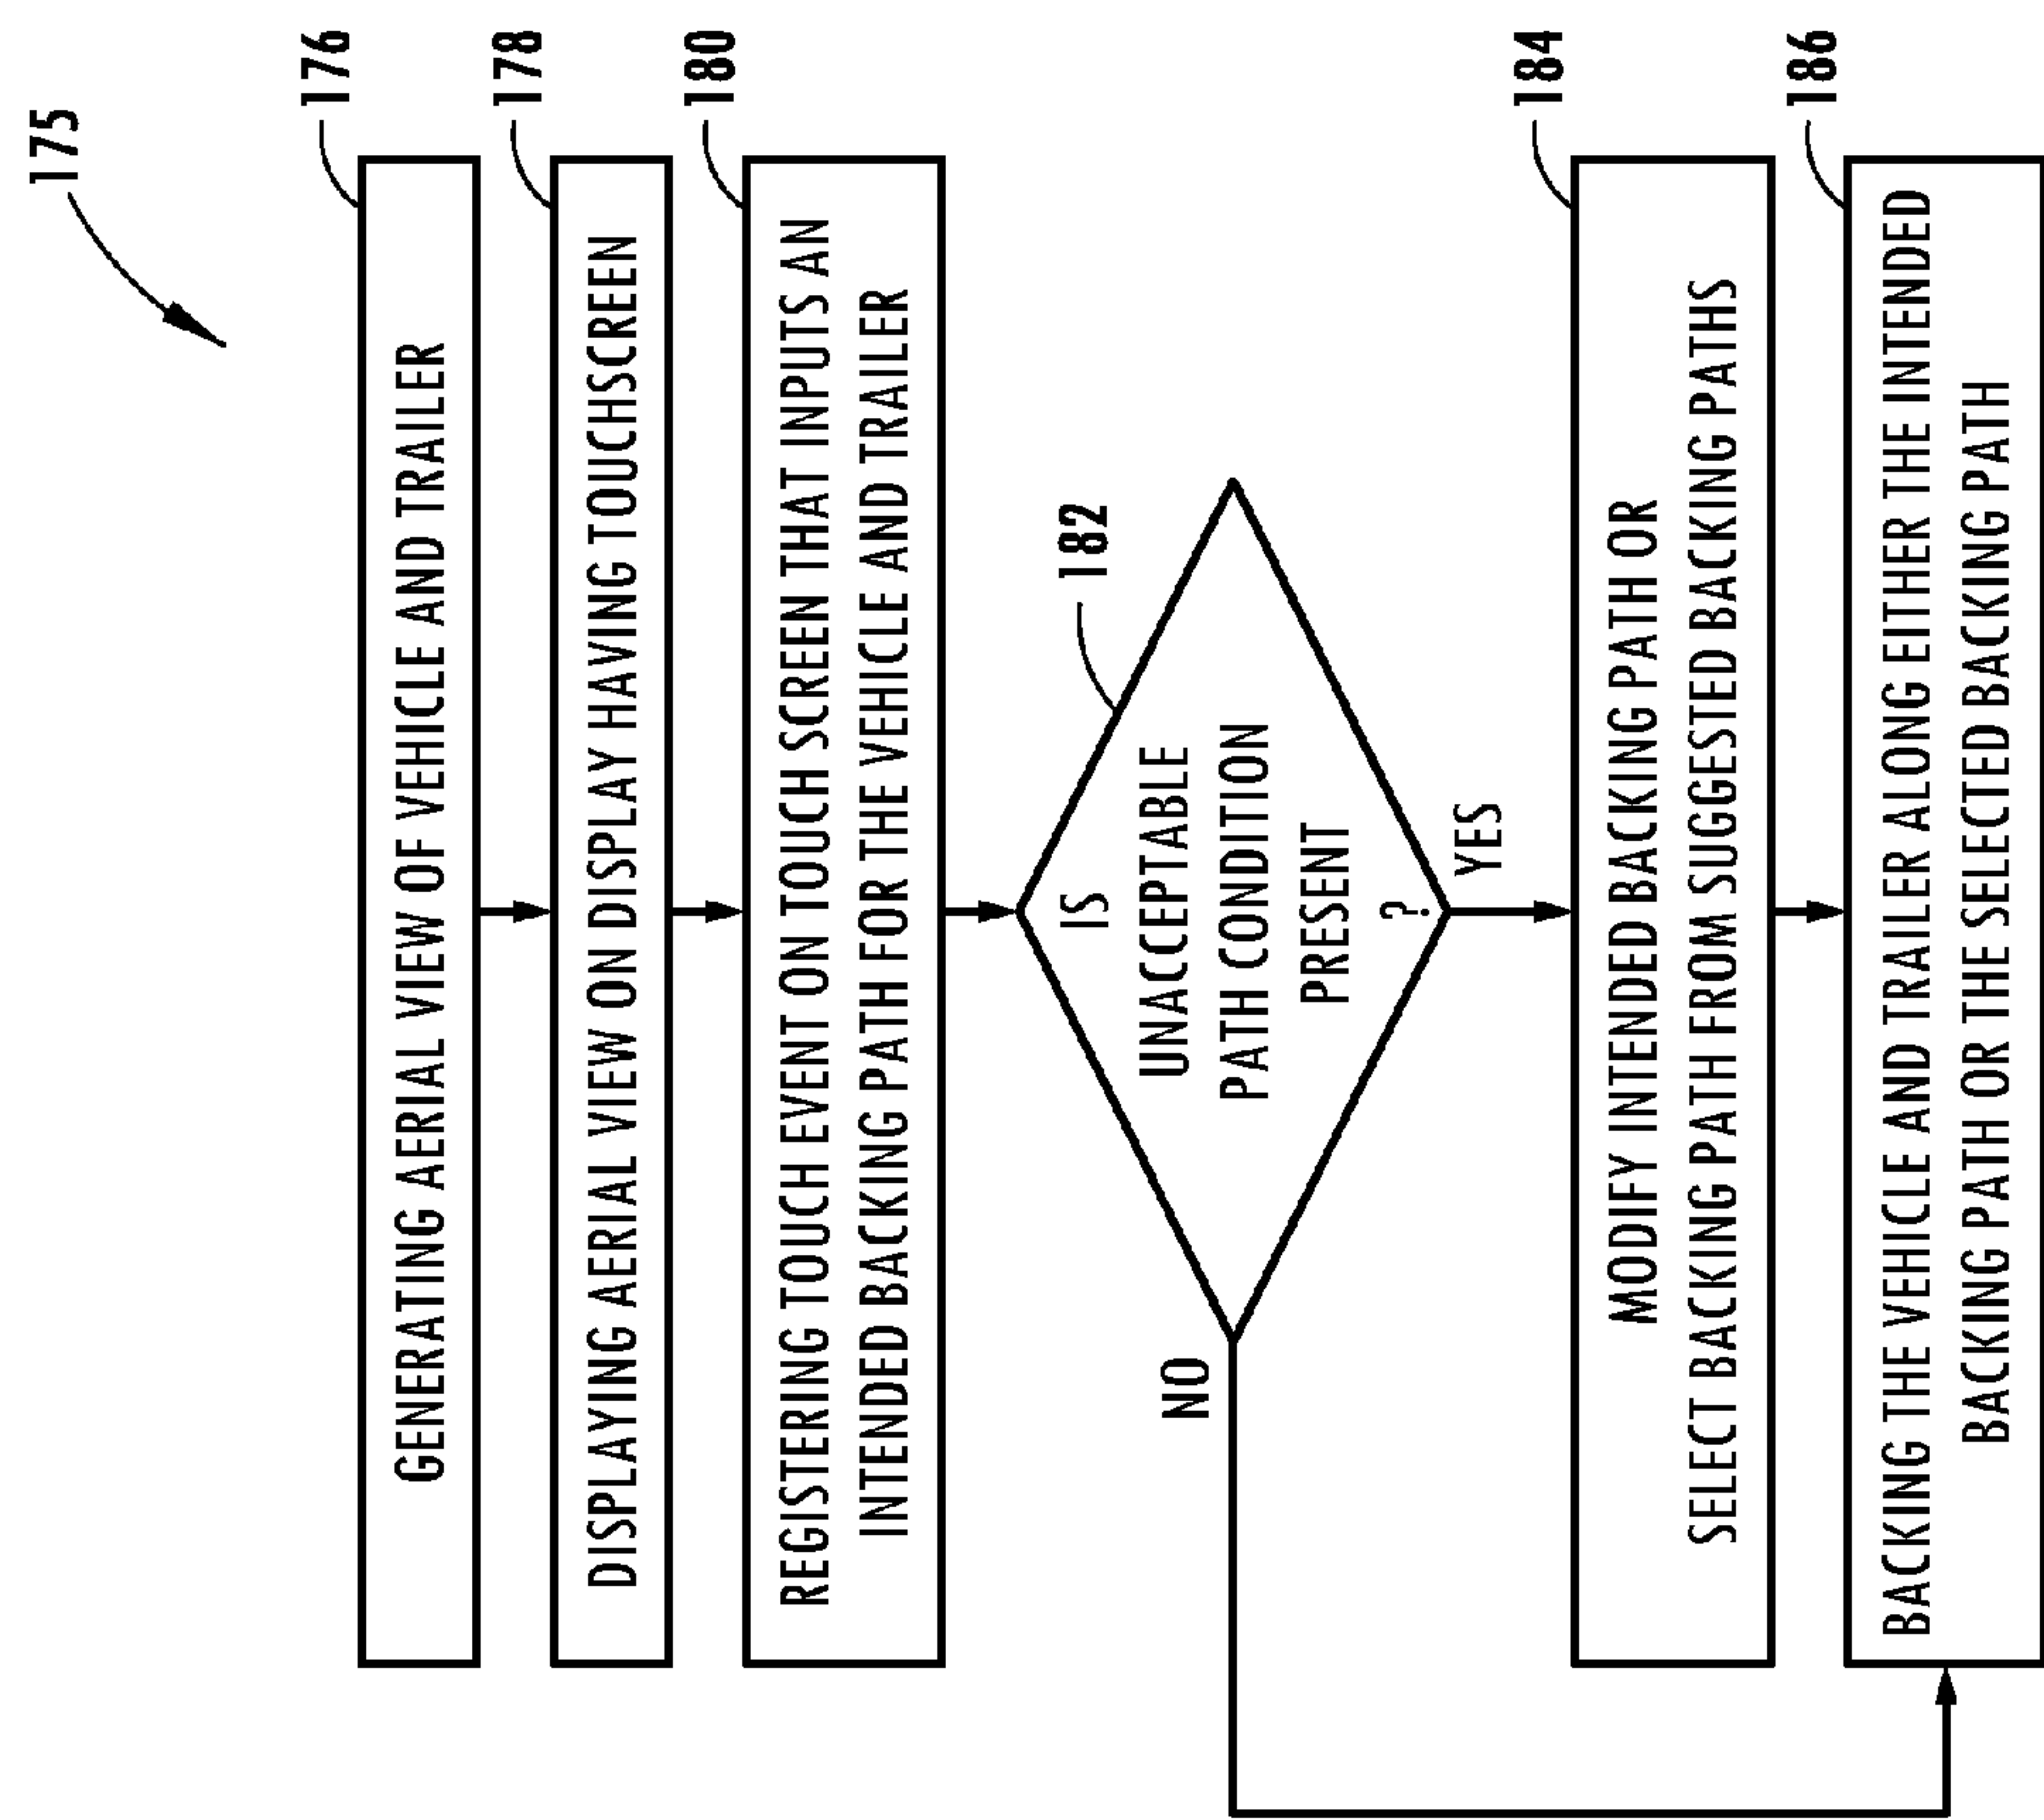 175
176
GENERATING AERIAL VIEW OF VEHICLE AND TRAILER
178
DISPLAYING AERIAL VIEW ON DISPLAY HAVING TOUCHSCREEN
180
REGISTERING TOUCH EVENT ON TOUCH SCREEN THAT INPUTS AN
INTENDED BACKING PATH FOR THE VEHICLE AND TRAILER
182
IS
UNACCEPTABLE
PATH CONDITION
PRESENT
?
NO
YES
184
MODIFY INTENDED BACKING PATH OR
SELECT BACKING PATH FROM SUGGESTED BACKING PATHS
186
BACKING THE VEHICLE AND TRAILER ALONG EITHER THE INTENDED
BACKING PATH OR THE SELECTED BACKING PATH